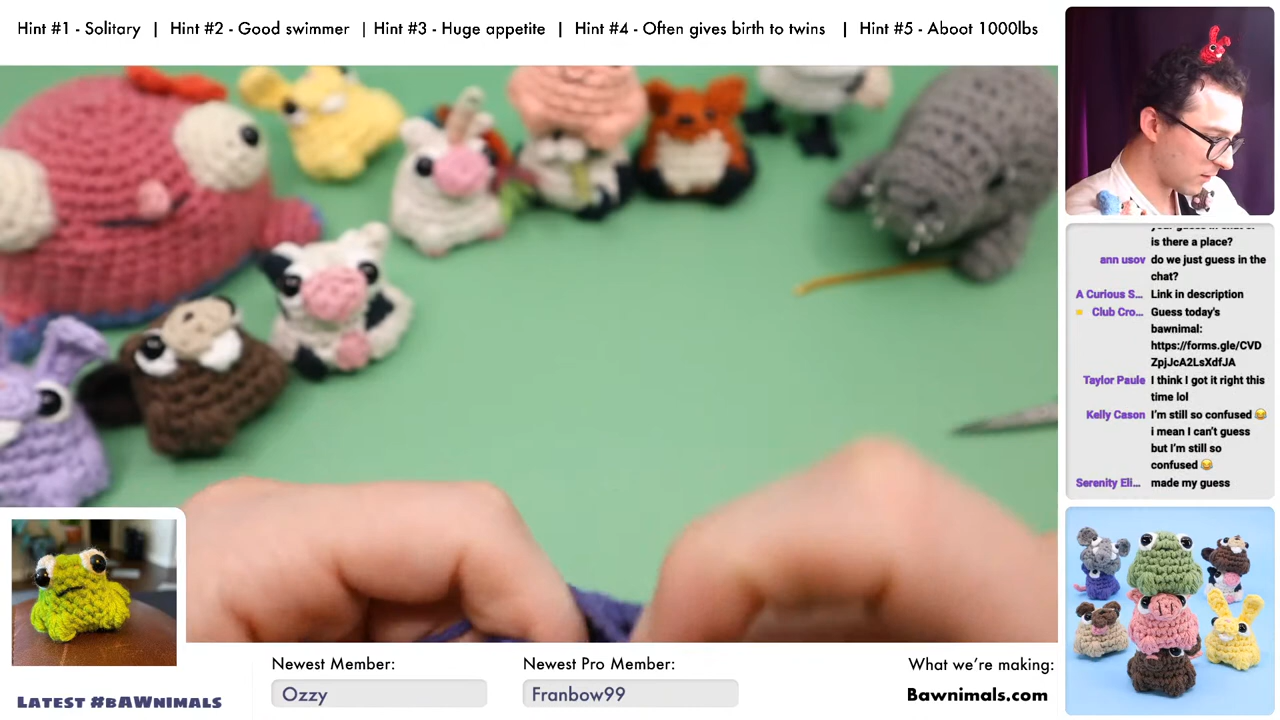 Hint #1 - Solitary | Hint #2 - Good swimmer | Hint #3 - Huge appetite | Hint #4 - Often gives birth to twins | Hint #5 - Aboot 1000lbs
is there a place?
ann usov do we just guess in the
chat?
A Curious S... Link in description
Club Cro... Guess today's
bawnimal:
https://forms.gle/CVD
ZpjJcA2LsXdfJA
Taylor Paule I think I got it right this
time lol
Kelly Cason I'm still so confused 😂
i mean I can't guess
but I'm still so
confused 😂
Serenity Eli... made my guess
Newest Member:
Ozzy
Newest Pro Member:
Franbow99
What we're making:
Bawnimals.com
Latest #bAWnimals